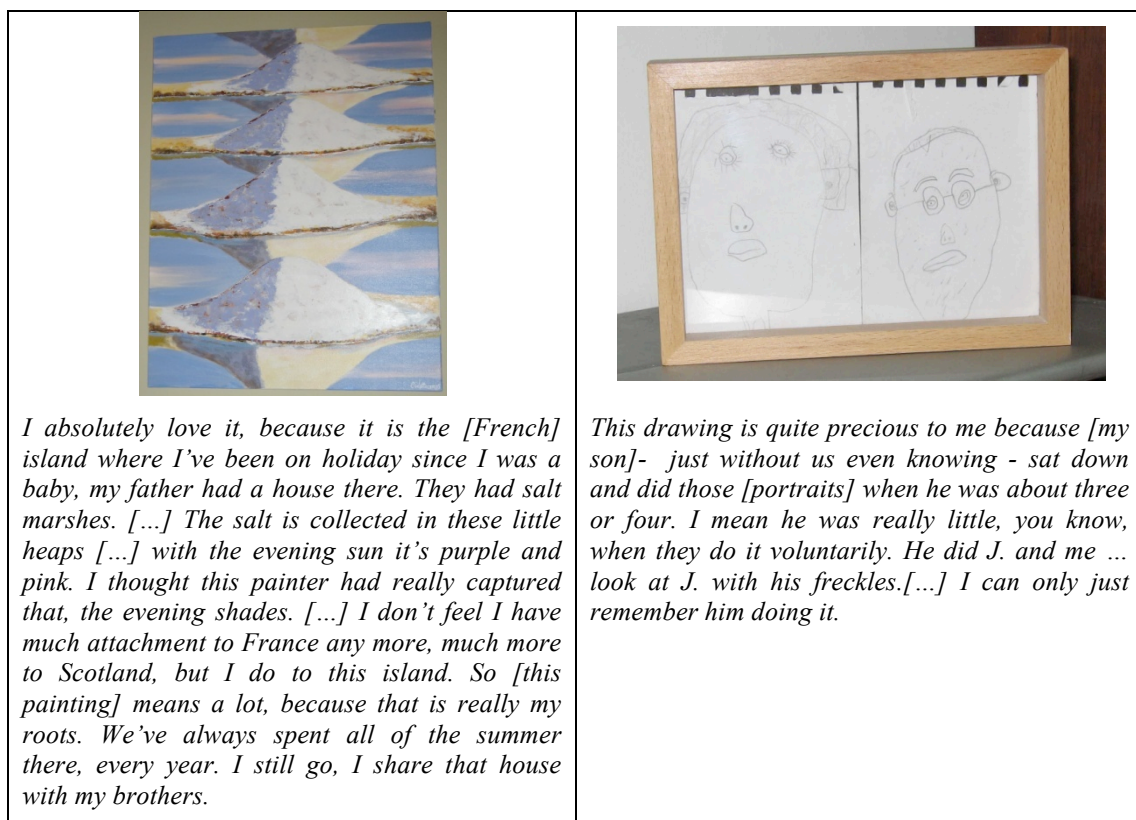 I absolutely love it, because it is the [French]
island where I've been on holiday since I was a
baby, my father had a house there. They had salt
marshes. […] The salt is collected in these little
heaps […] with the evening sun it's purple and
pink. I thought this painter had really captured
that, the evening shades. […] I don't feel I have
much attachment to France any more, much more
to Scotland, but I do to this island. So [this
painting] means a lot, because that is really my
roots. We've always spent all of the summer
there, every year. I still go, I share that house
with my brothers.
This drawing is quite precious to me because [my
son]- just without us even knowing - sat down
and did those [portraits] when he was about three
or four. I mean he was really little, you know,
when they do it voluntarily. He did J. and me …
look at J. with his freckles.[…] I can only just
remember him doing it.